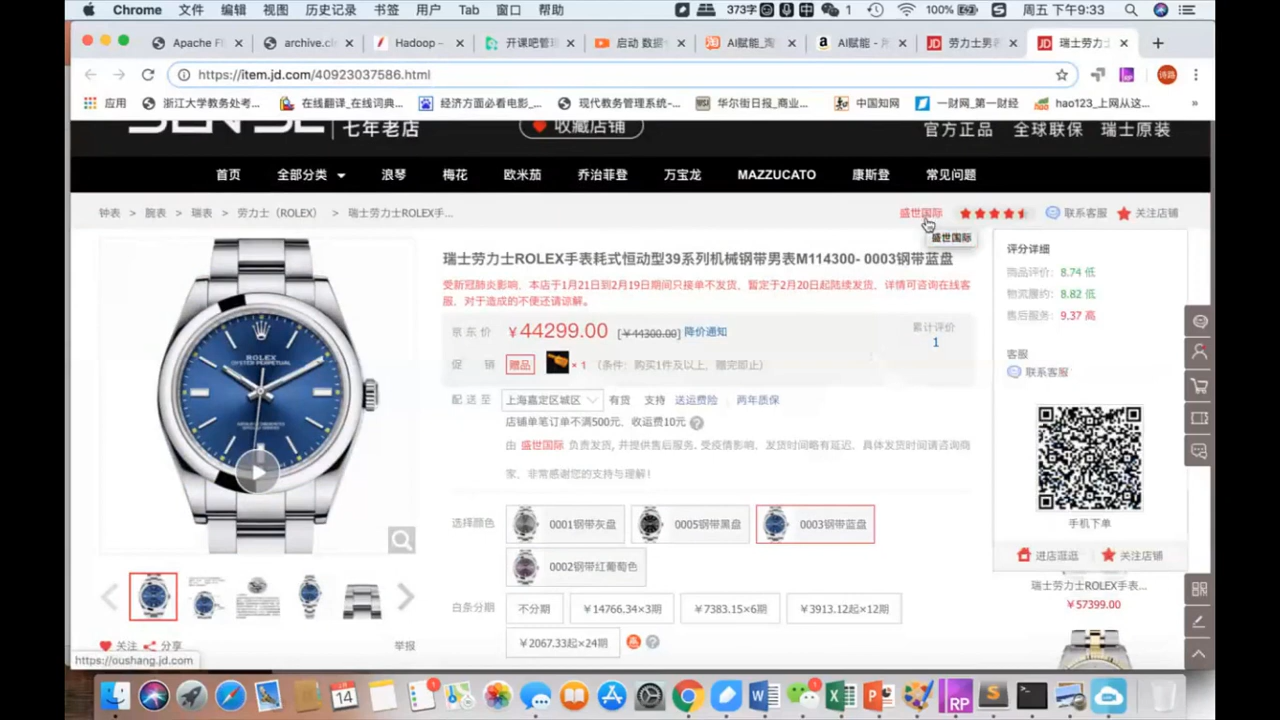 Chrome 文件 编辑 视图 历史记录 书签 用户 Tab 窗口 帮助 373字 1 100% 周五 下午9:33
Apache Fl
archive.cl
Hadoop –
开课吧管理
启动 数据
AI赋能_淘
AI赋能 -
劳力士男表
瑞士劳力士
https://item.jd.com/40923037586.html
应用 浙江大学教务处考... 在线翻译_在线词典... 经济方面必看电影_... 现代教务管理系统-... 华尔街日报_商业... 中国知网 一财网_第一财经 hao123_上网从这...
七年老店
收藏店铺
官方正品 全球联保 瑞士原装
首页 全部分类 浪琴 梅花 欧米茄 乔治菲登 万宝龙 MAZZUCATO 康斯登 常见问题
钟表 > 腕表 > 瑞表 > 劳力士（ROLEX） > 瑞士劳力士ROLEX手...
盛世国际 联系客服 关注店铺
盛世国际
瑞士劳力士ROLEX手表蚝式恒动型39系列机械钢带男表M114300- 0003钢带蓝盘
受新冠肺炎影响，本店于1月21日到2月19日期间只接单不发货，暂定于2月20日起陆续发货，详情可咨询在线客
服，对于造成的不便还请谅解。
京东价 ￥44299.00 [￥44300.00] 降价通知
累计评价
1
促销 赠品 × 1 （条件：购买1件及以上，赠完即止）
配送至 上海嘉定区城区 有货 支持 送运费险 两年质保
店铺单笔订单不满500元，收运费10元
由 盛世国际 负责发货，并提供售后服务。受疫情影响，发货时间略有延迟，具体发货时间请咨询商
家，非常感谢您的支持与理解！
选择颜色 0001钢带灰盘 0005钢带黑盘 0003钢带蓝盘
0002钢带红葡萄色
白条分期 不分期 ￥14766.34×3期 ￥7383.15×6期 ￥3913.12起×12期
￥2067.33起×24期
评分详细
商品评价： 8.74 低
物流履约： 8.82 低
售后服务： 9.37 高
客服
联系客服
手机下单
进店逛逛 关注店铺
瑞士劳力士ROLEX手表...
￥57399.00
ROLEX
OYSTER PERPETUAL
关注 分享 举报
https://oushang.jd.com
14
1
RP